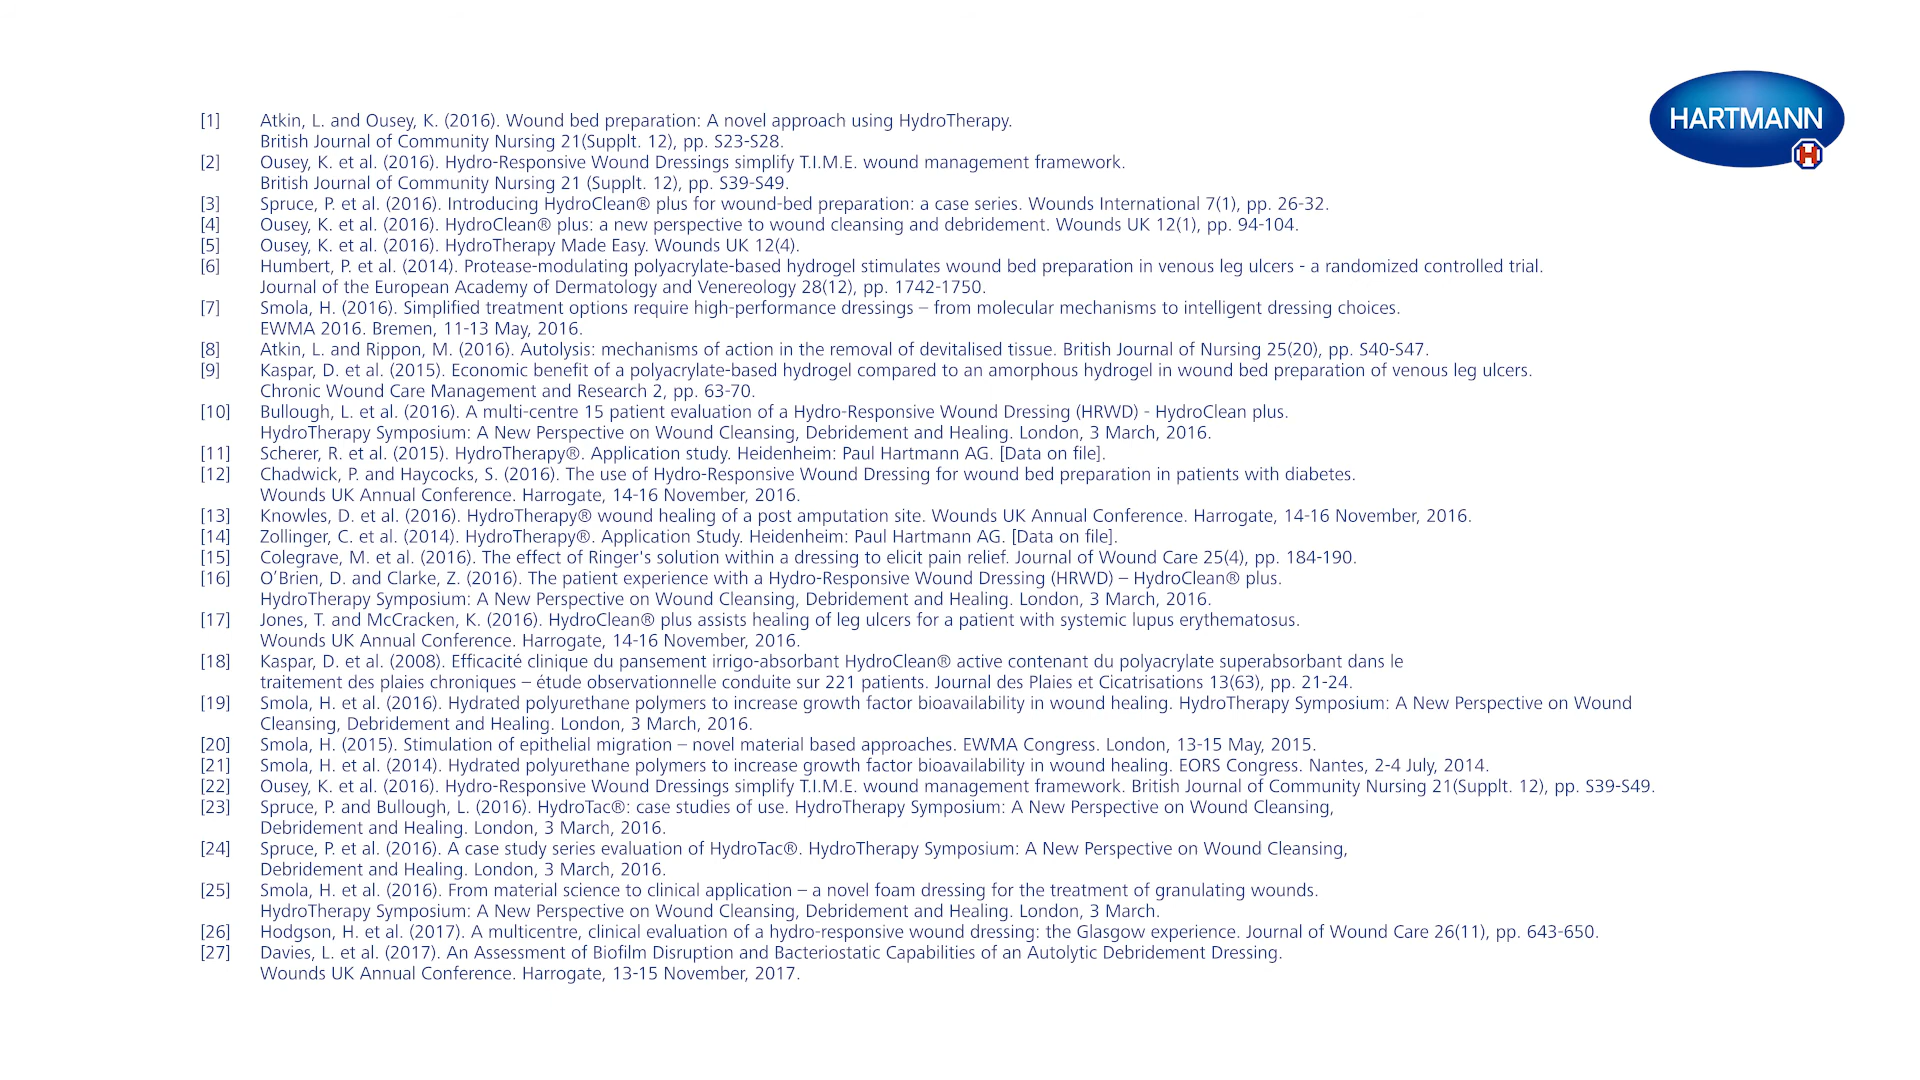 HARTMANN
[1] Atkin, L. and Ousey, K. (2016). Wound bed preparation: A novel approach using HydroTherapy.
British Journal of Community Nursing 21(Supplt. 12), pp. S23-S28.
[2] Ousey, K. et al. (2016). Hydro-Responsive Wound Dressings simplify T.I.M.E. wound management framework.
British Journal of Community Nursing 21 (Supplt. 12), pp. S39-S49.
[3] Spruce, P. et al. (2016). Introducing HydroClean® plus for wound-bed preparation: a case series. Wounds International 7(1), pp. 26-32.
[4] Ousey, K. et al. (2016). HydroClean® plus: a new perspective to wound cleansing and debridement. Wounds UK 12(1), pp. 94-104.
[5] Ousey, K. et al. (2016). HydroTherapy Made Easy. Wounds UK 12(4).
[6] Humbert, P. et al. (2014). Protease-modulating polyacrylate-based hydrogel stimulates wound bed preparation in venous leg ulcers - a randomized controlled trial.
Journal of the European Academy of Dermatology and Venereology 28(12), pp. 1742-1750.
[7] Smola, H. (2016). Simplified treatment options require high-performance dressings – from molecular mechanisms to intelligent dressing choices.
EWMA 2016. Bremen, 11-13 May, 2016.
[8] Atkin, L. and Rippon, M. (2016). Autolysis: mechanisms of action in the removal of devitalised tissue. British Journal of Nursing 25(20), pp. S40-S47.
[9] Kaspar, D. et al. (2015). Economic benefit of a polyacrylate-based hydrogel compared to an amorphous hydrogel in wound bed preparation of venous leg ulcers.
Chronic Wound Care Management and Research 2, pp. 63-70.
[10] Bullough, L. et al. (2016). A multi-centre 15 patient evaluation of a Hydro-Responsive Wound Dressing (HRWD) - HydroClean plus.
HydroTherapy Symposium: A New Perspective on Wound Cleansing, Debridement and Healing. London, 3 March, 2016.
[11] Scherer, R. et al. (2015). HydroTherapy®. Application study. Heidenheim: Paul Hartmann AG. [Data on file].
[12] Chadwick, P. and Haycocks, S. (2016). The use of Hydro-Responsive Wound Dressing for wound bed preparation in patients with diabetes.
Wounds UK Annual Conference. Harrogate, 14-16 November, 2016.
[13] Knowles, D. et al. (2016). HydroTherapy® wound healing of a post amputation site. Wounds UK Annual Conference. Harrogate, 14-16 November, 2016.
[14] Zollinger, C. et al. (2014). HydroTherapy®. Application Study. Heidenheim: Paul Hartmann AG. [Data on file].
[15] Colegrave, M. et al. (2016). The effect of Ringer's solution within a dressing to elicit pain relief. Journal of Wound Care 25(4), pp. 184-190.
[16] O’Brien, D. and Clarke, Z. (2016). The patient experience with a Hydro-Responsive Wound Dressing (HRWD) – HydroClean® plus.
HydroTherapy Symposium: A New Perspective on Wound Cleansing, Debridement and Healing. London, 3 March, 2016.
[17] Jones, T. and McCracken, K. (2016). HydroClean® plus assists healing of leg ulcers for a patient with systemic lupus erythematosus.
Wounds UK Annual Conference. Harrogate, 14-16 November, 2016.
[18] Kaspar, D. et al. (2008). Efficacité clinique du pansement irrigo-absorbant HydroClean® active contenant du polyacrylate superabsorbant dans le
traitement des plaies chroniques – étude observationnelle conduite sur 221 patients. Journal des Plaies et Cicatrisations 13(63), pp. 21-24.
[19] Smola, H. et al. (2016). Hydrated polyurethane polymers to increase growth factor bioavailability in wound healing. HydroTherapy Symposium: A New Perspective on Wound
Cleansing, Debridement and Healing. London, 3 March, 2016.
[20] Smola, H. (2015). Stimulation of epithelial migration – novel material based approaches. EWMA Congress. London, 13-15 May, 2015.
[21] Smola, H. et al. (2014). Hydrated polyurethane polymers to increase growth factor bioavailability in wound healing. EORS Congress. Nantes, 2-4 July, 2014.
[22] Ousey, K. et al. (2016). Hydro-Responsive Wound Dressings simplify T.I.M.E. wound management framework. British Journal of Community Nursing 21(Supplt. 12), pp. S39-S49.
[23] Spruce, P. and Bullough, L. (2016). HydroTac®: case studies of use. HydroTherapy Symposium: A New Perspective on Wound Cleansing,
Debridement and Healing. London, 3 March, 2016.
[24] Spruce, P. et al. (2016). A case study series evaluation of HydroTac®. HydroTherapy Symposium: A New Perspective on Wound Cleansing,
Debridement and Healing. London, 3 March, 2016.
[25] Smola, H. et al. (2016). From material science to clinical application – a novel foam dressing for the treatment of granulating wounds.
HydroTherapy Symposium: A New Perspective on Wound Cleansing, Debridement and Healing. London, 3 March.
[26] Hodgson, H. et al. (2017). A multicentre, clinical evaluation of a hydro-responsive wound dressing: the Glasgow experience. Journal of Wound Care 26(11), pp. 643-650.
[27] Davies, L. et al. (2017). An Assessment of Biofilm Disruption and Bacteriostatic Capabilities of an Autolytic Debridement Dressing.
Wounds UK Annual Conference. Harrogate, 13-15 November, 2017.